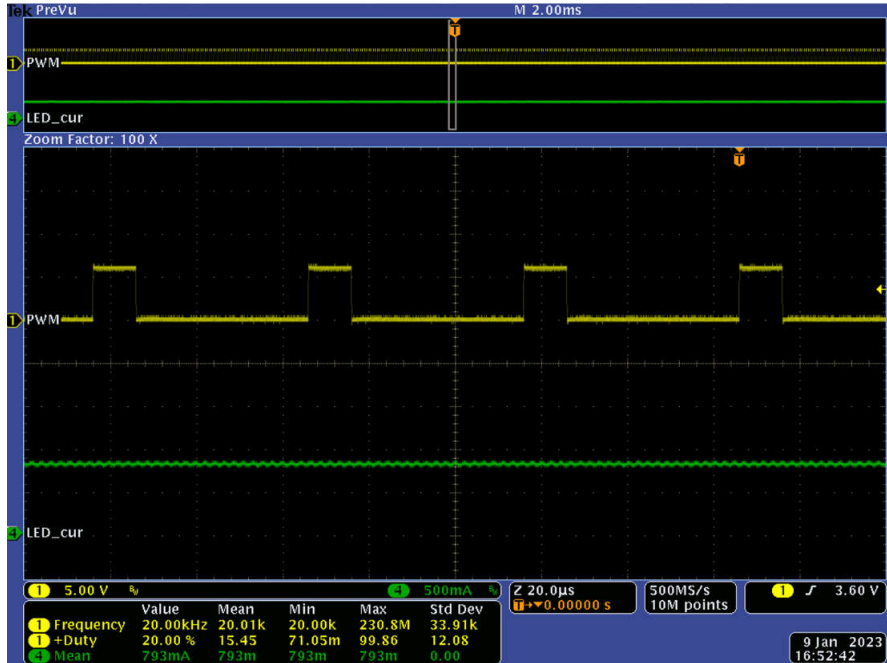 Tek PreVu M 2.00ms
T
1 PWM
4 LED_cur
Zoom Factor: 100 X
T
1 PWM
4 LED_cur
1 5.00 V BW 4 500mA BW Z 20.0µs 500MS/s 1 3.60 V
T→▼0.00000 s 10M points
Value Mean Min Max Std Dev
1 Frequency 20.00kHz 20.01k 20.00k 230.8M 33.91k
1 +Duty 20.00 % 15.45 71.05m 99.86 12.08
4 Mean 793mA 793m 793m 793m 0.00
9 Jan 2023
16:52:42